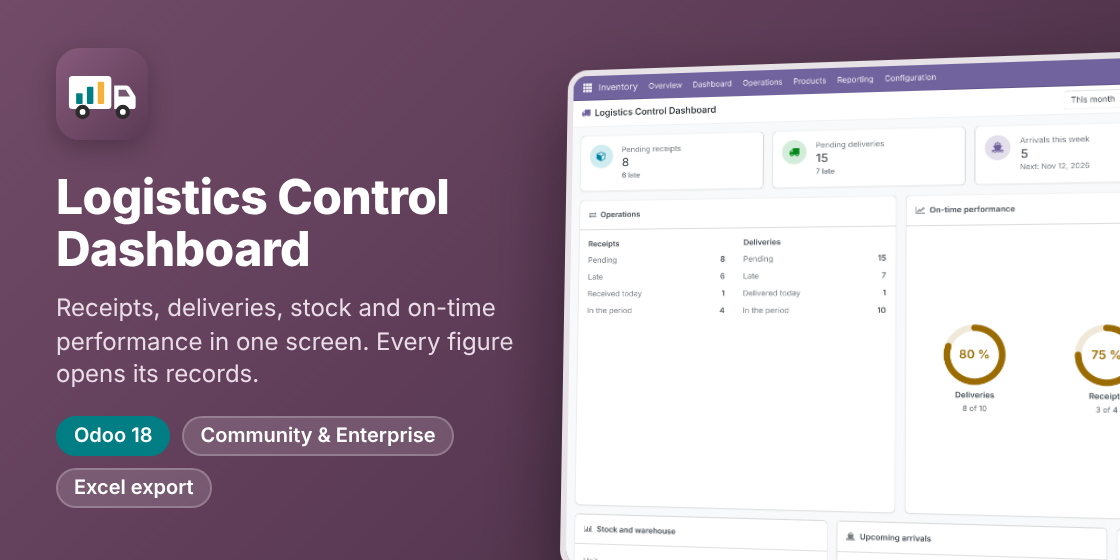 Logistics Control
Dashboard
Receipts, deliveries, stock and on-time
performance in one screen. Every figure
opens its records.
Odoo 18
Community & Enterprise
Excel export
Inventory Overview Dashboard Operations Products Reporting Configuration
Logistics Control Dashboard
This month
Pending receipts
8
6 late
Pending deliveries
15
7 late
Arrivals this week
5
Next: Nov 12, 2026
Operations
Receipts
Pending 8
Late 6
Received today 1
In the period 4
Deliveries
Pending 15
Late 7
Delivered today 1
In the period 10
On-time performance
80 %
Deliveries
8 of 10
75 %
Receipt
3 of 4
Stock and warehouse
Upcoming arrivals